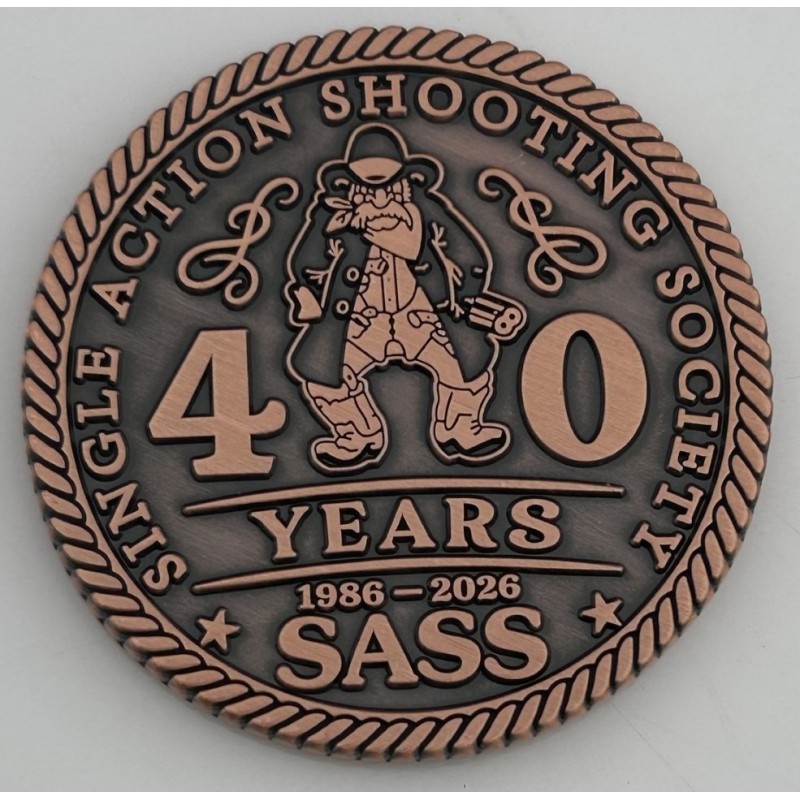 SINGLE ACTION SHOOTING SOCIETY
40
YEARS
1986–2026
SASS